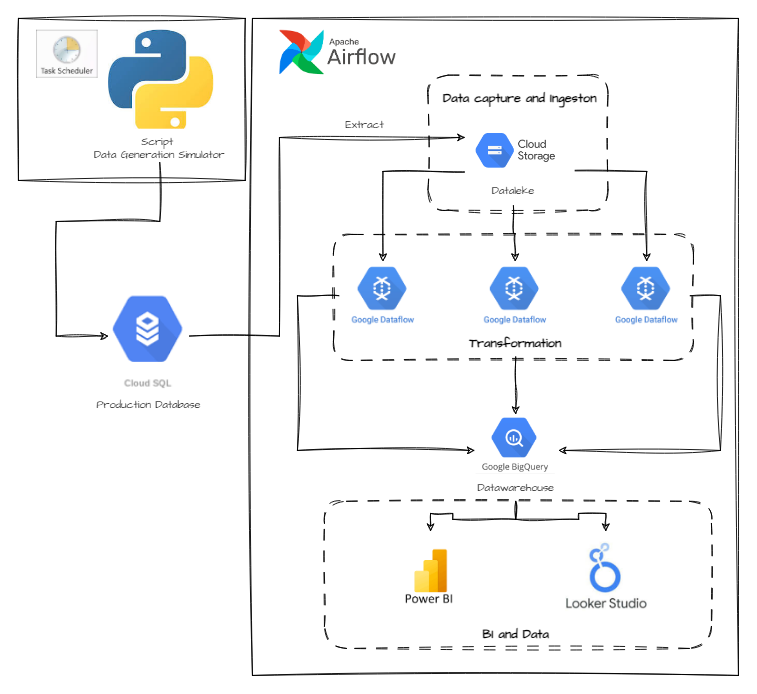 Task Scheduler
Script
Data Generation Simulator
Apache
Airflow
Data capture and Ingeston
Extract
Cloud
Storage
Dataleke
Google Dataflow
Google Dataflow
Google Dataflow
Transformation
Cloud SQL
Production Database
Google BigQuery
Datawarehouse
Power BI
Looker Studio
BI and Data